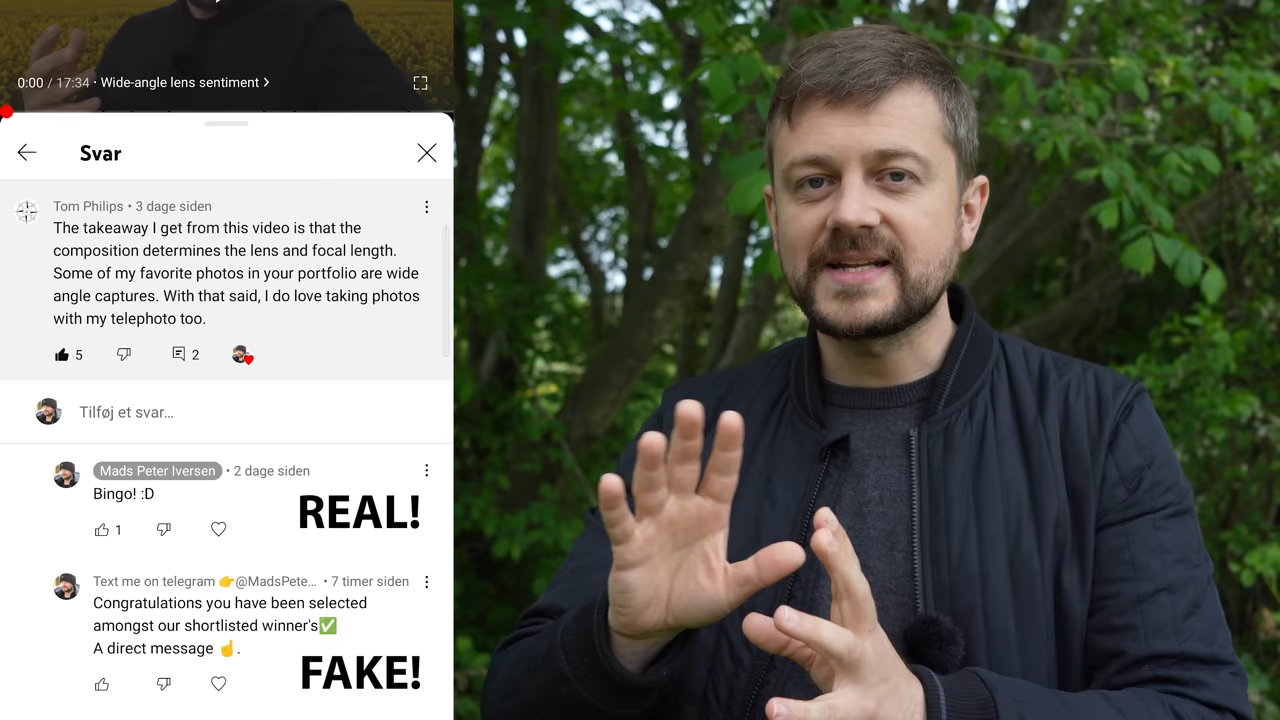 0:00 / 17:34 · Wide-angle lens sentiment >
Svar
Tom Philips • 3 dage siden
The takeaway I get from this video is that the
composition determines the lens and focal length.
Some of my favorite photos in your portfolio are wide
angle captures. With that said, I do love taking photos
with my telephoto too.
5
2
Tilføj et svar...
Mads Peter Iversen • 2 dage siden
Bingo! :D
REAL!
1
Text me on telegram 👉@MadsPete... • 7 timer siden
Congratulations you have been selected
amongst our shortlisted winner's✅
A direct message ☝️.
FAKE!